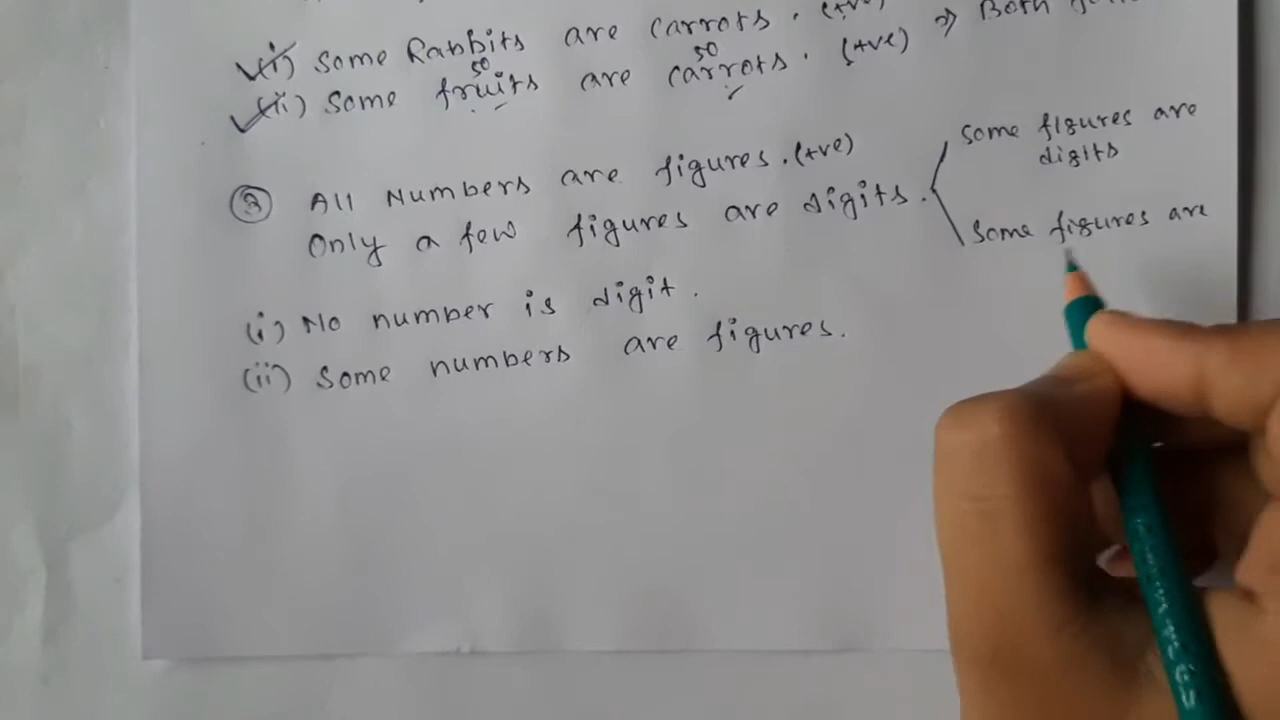 (i) Some Rabbits are carrots. (+ve)
50 50
(ii) Some fruits are carrots. (+ve) ⇒ Both
③ All Numbers are figures. (+ve)
Only a few figures are digits.
Some figures are
digits
Some figures are
(i) No number is digit.
(ii) Some numbers are figures.